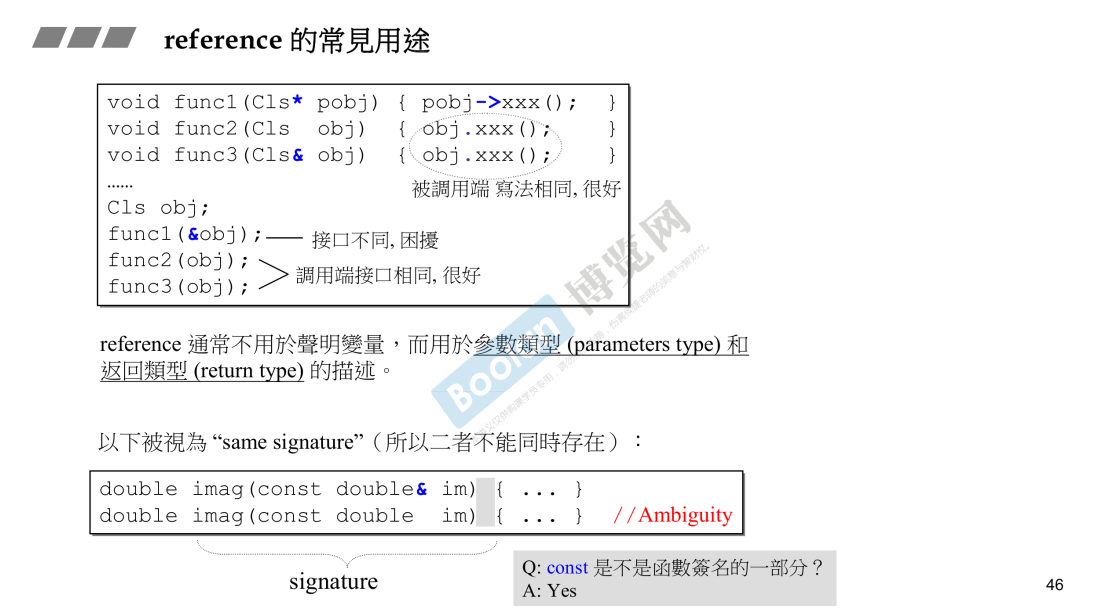 reference 的常見用途
void func1(Cls* pobj) { pobj->xxx(); }
void func2(Cls obj) { obj.xxx(); }
void func3(Cls& obj) { obj.xxx(); }
……
被調用端 寫法相同, 很好
Cls obj;
func1(&obj); 接口不同, 困擾
func2(obj);
調用端接口相同, 很好
func3(obj);
reference 通常不用於聲明變量，而用於參數類型 (parameters type) 和
返回類型 (return type) 的描述。
以下被視為 “same signature”（所以二者不能同時存在）：
double imag(const double& im) { ... }
double imag(const double im) { ... } //Ambiguity
signature
Q: const 是不是函數簽名的一部分？
A: Yes
46
Boolan 博览网